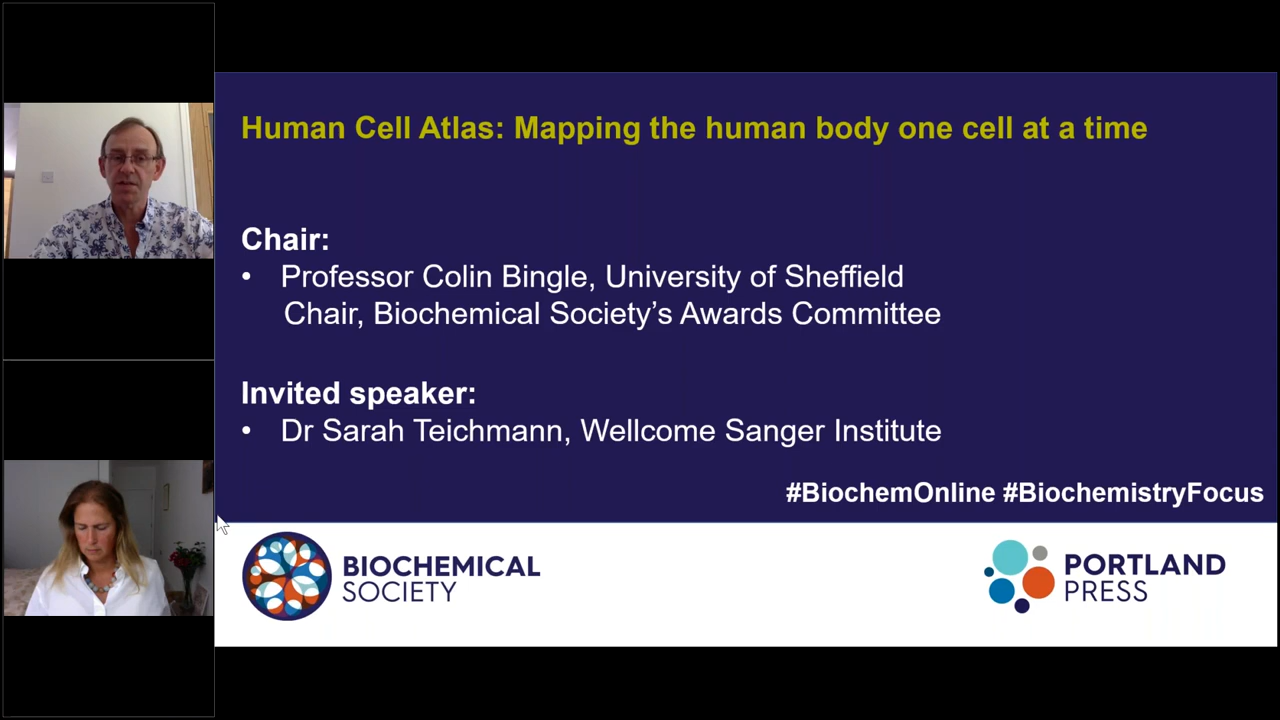 Human Cell Atlas: Mapping the human body one cell at a time
Chair:
• Professor Colin Bingle, University of Sheffield
Chair, Biochemical Society's Awards Committee
Invited speaker:
• Dr Sarah Teichmann, Wellcome Sanger Institute
#BiochemOnline #BiochemistryFocus
BIOCHEMICAL
SOCIETY
PORTLAND
PRESS